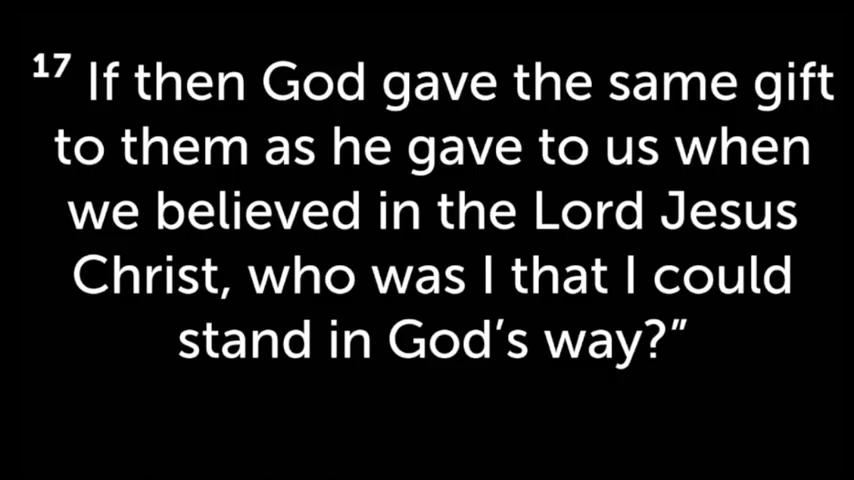 17 If then God gave the same gift
to them as he gave to us when
we believed in the Lord Jesus
Christ, who was I that I could
stand in God’s way?”